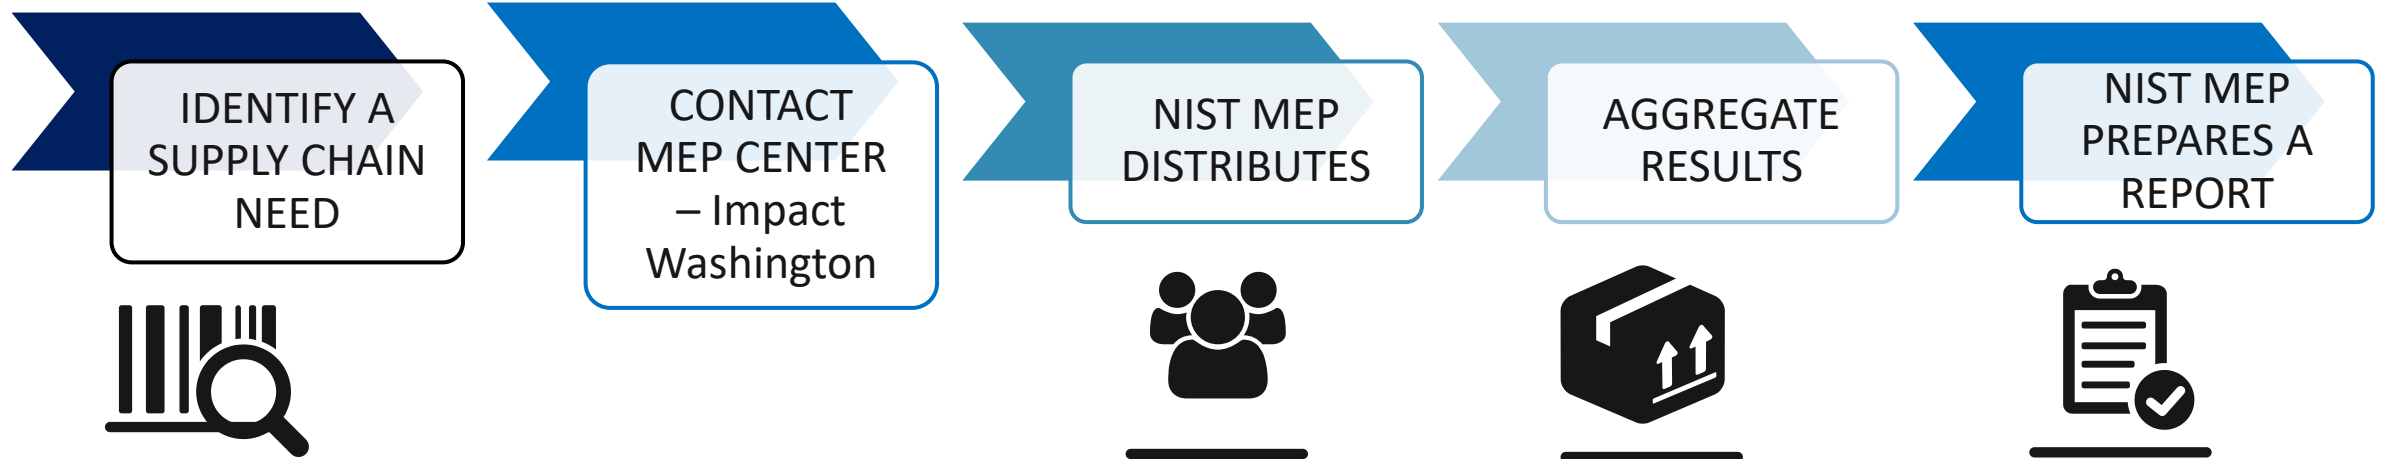 IDENTIFY A
SUPPLY CHAIN
NEED
CONTACT
MEP CENTER
– Impact
Washington
NIST MEP
DISTRIBUTES
AGGREGATE
RESULTS
NIST MEP
PREPARES A
REPORT